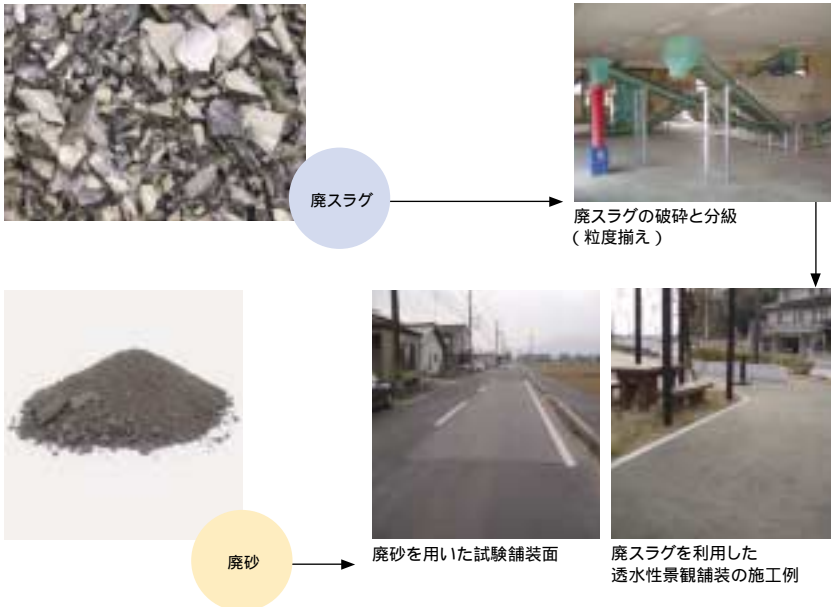 廃スラグ
廃スラグの破砕と分級
( 粒度揃え )
廃砂
廃砂を用いた試験舗装面
廃スラグを利用した
透水性景観舗装の施工例